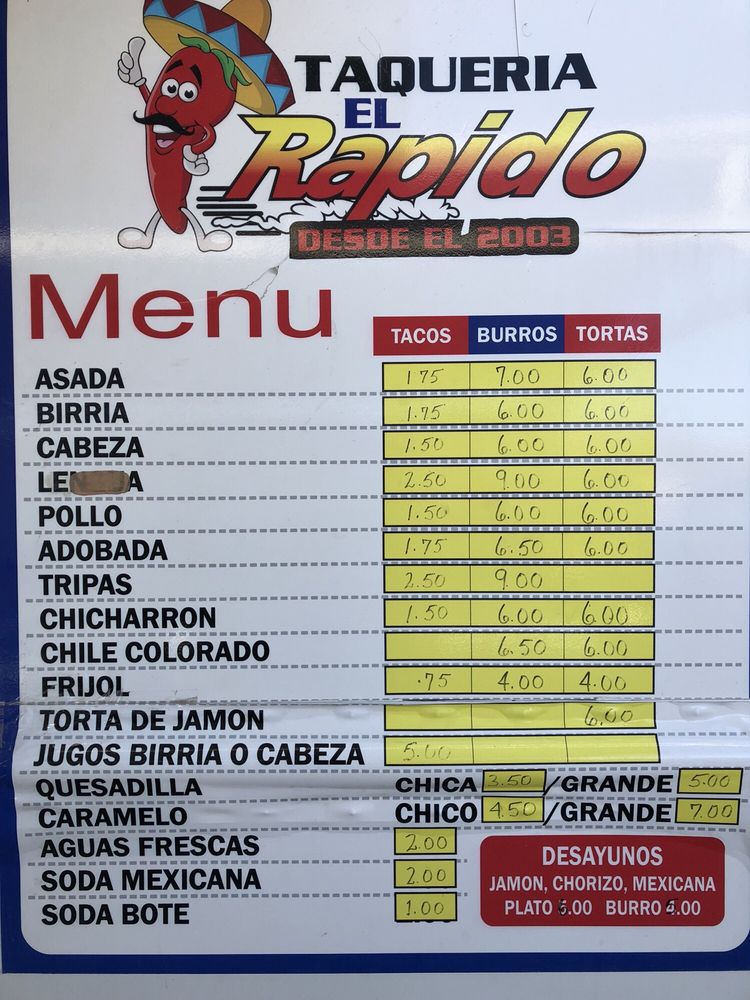 TAQUERIA
EL
Rapido
DESDE EL 2003
Menu
TACOS BURROS TORTAS
ASADA 1.75 7.00 6.00
BIRRIA 1.75 6.00 6.00
CABEZA 1.50 6.00 6.00
2.50 9.00 6.00
POLLO 1.50 6.00 6.00
ADOBADA 1.75 6.50 6.00
TRIPAS 2.50 9.00
CHICHARRON 1.50 6.00 6.00
CHILE COLORADO 6.50 6.00
FRIJOL .75 4.00 4.00
TORTA DE JAMON 6.00
JUGOS BIRRIA O CABEZA 5.00
QUESADILLA CHICA 3.50 /GRANDE 5.00
CARAMELO CHICO 4.50 /GRANDE 7.00
AGUAS FRESCAS 2.00
SODA MEXICANA 2.00
SODA BOTE 1.00
DESAYUNOS
JAMON, CHORIZO, MEXICANA
PLATO BURRO